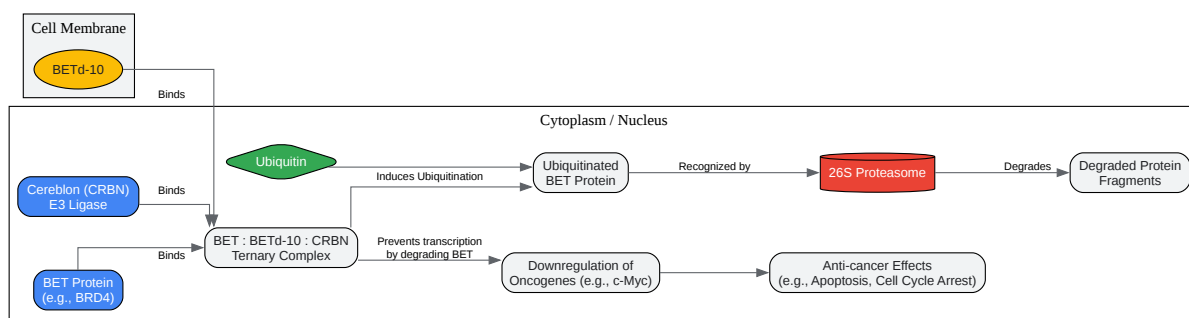 Cell Membrane
BETd-10
Binds
Cytoplasm / Nucleus
Ubiquitin
Ubiquitinated
BET Protein
Recognized by
26S Proteasome
Degrades
Degraded Protein
Fragments
Induces Ubiquitination
Cereblon (CRBN)
E3 Ligase
Binds
BET : BETd-10 : CRBN
Ternary Complex
Prevents transcription
by degrading BET
Binds
BET Protein
(e.g., BRD4)
Downregulation of
Oncogenes (e.g., c-Myc)
Anti-cancer Effects
(e.g., Apoptosis, Cell Cycle Arrest)